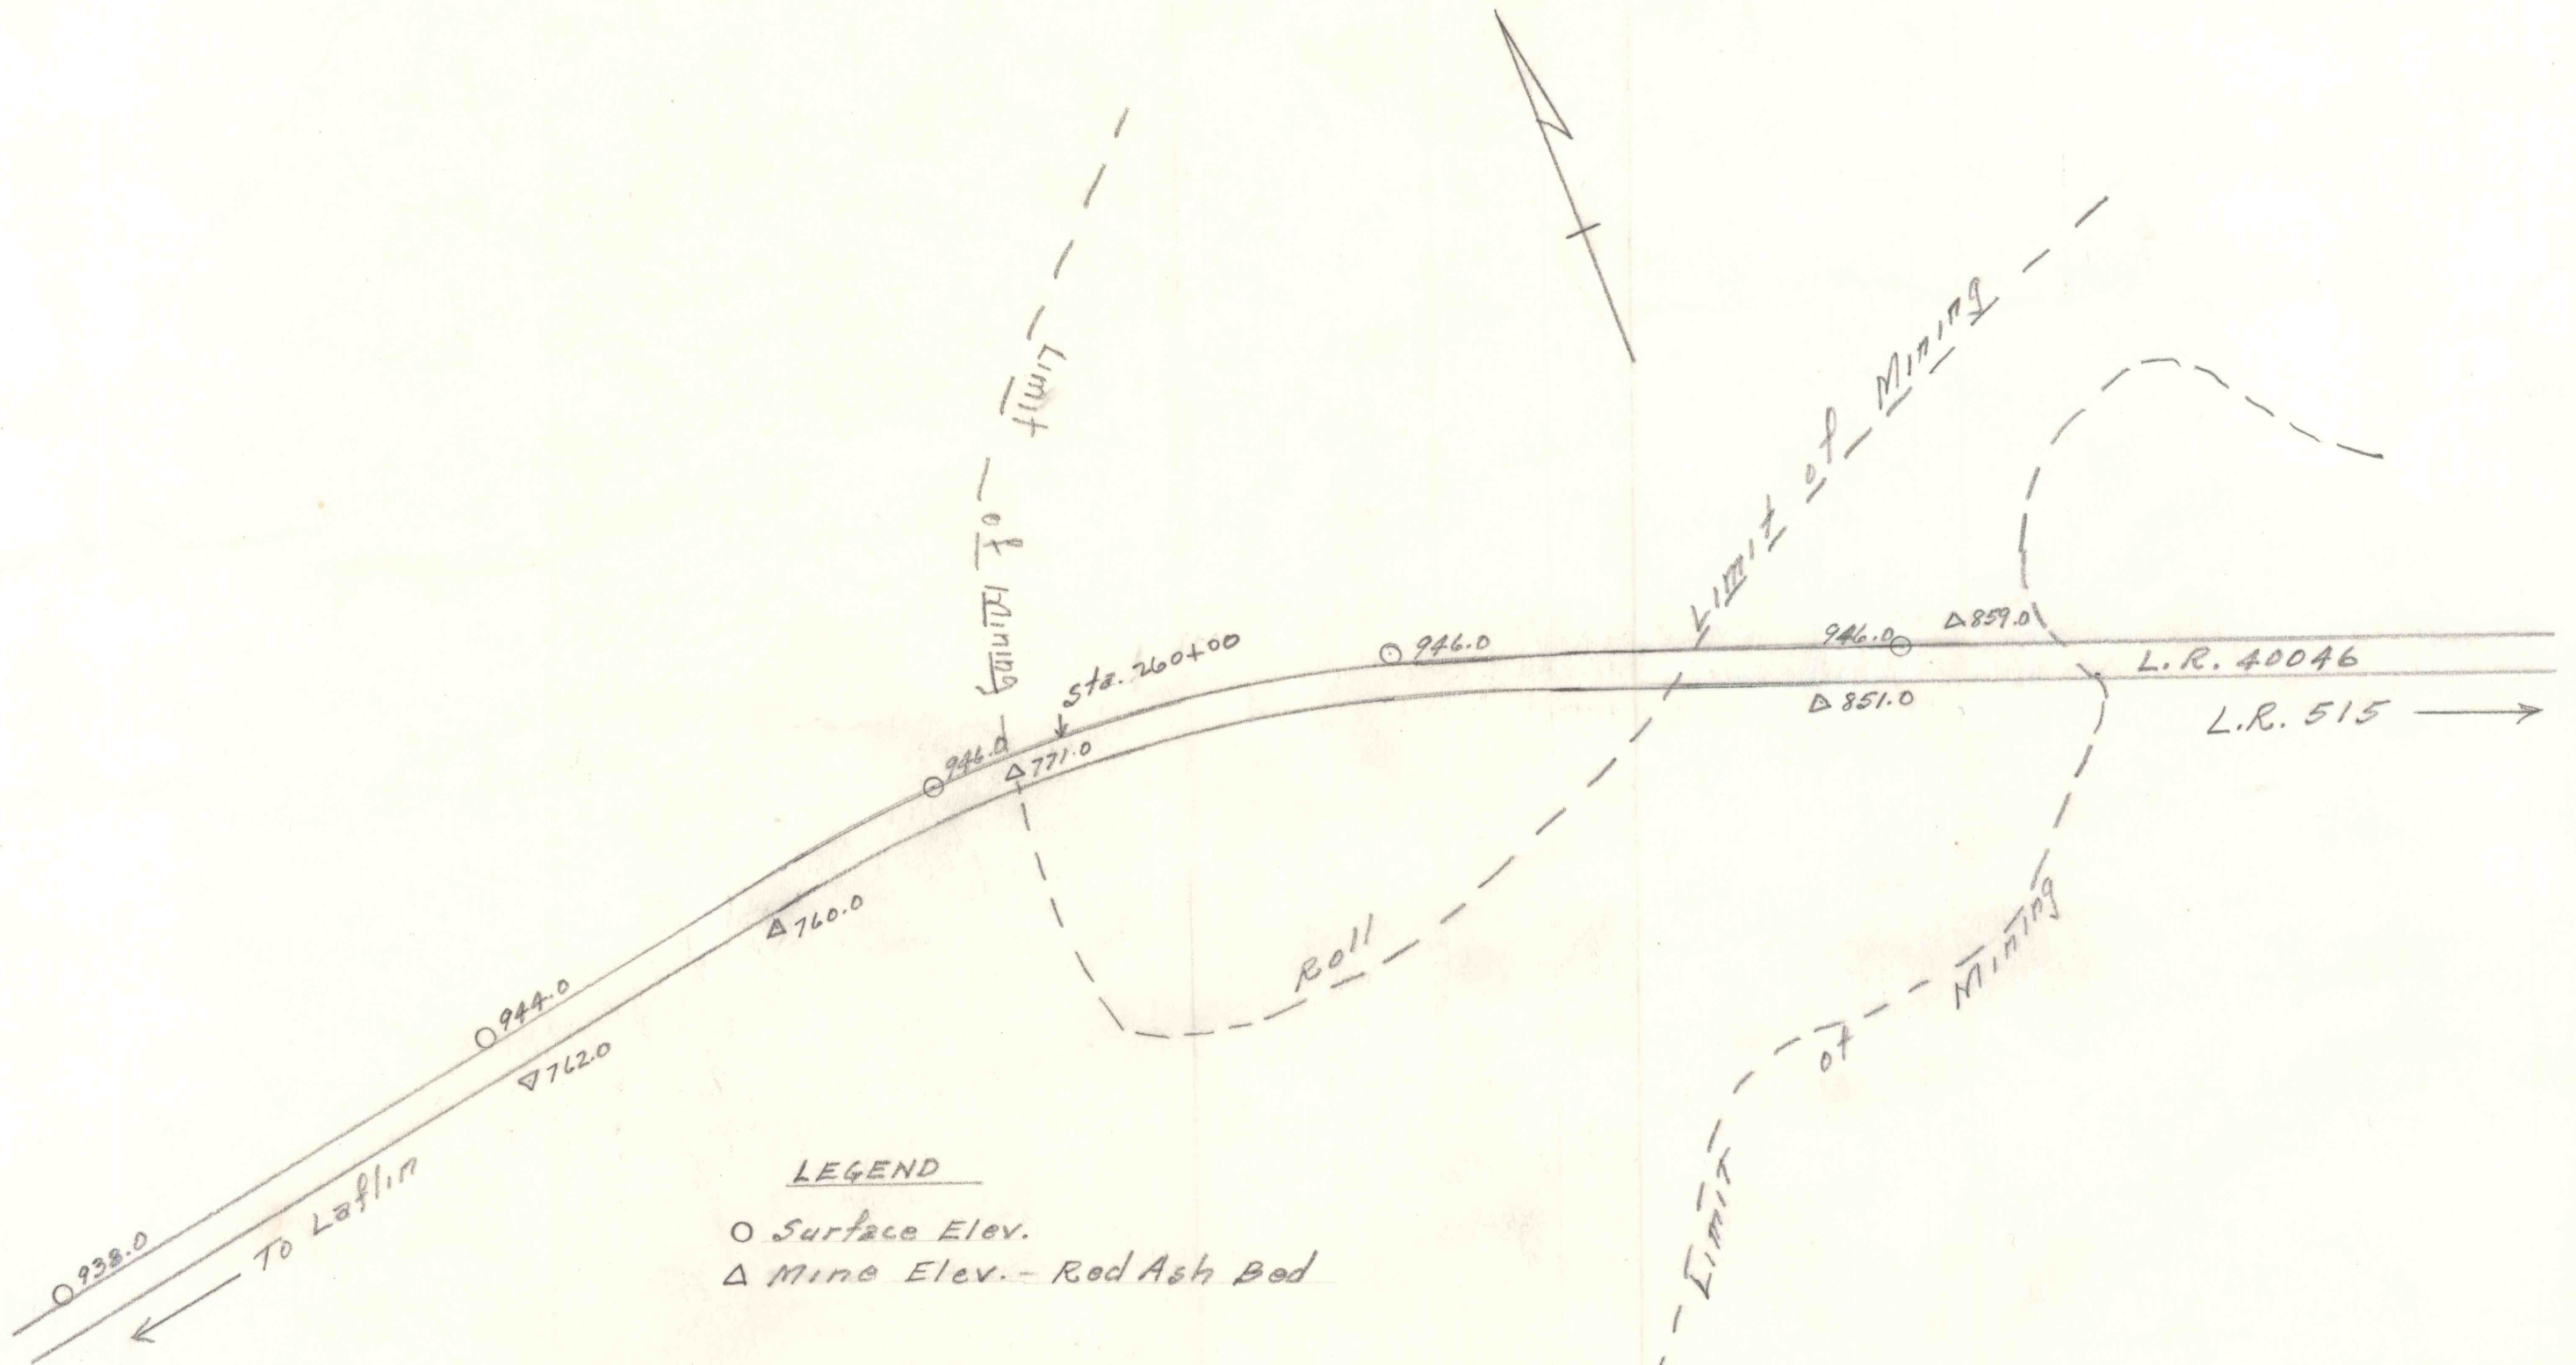 Limit of Mining
Limit of Mining
Sta. 260+00
946.0
946.0
859.0
946.0
L.R. 40046
851.0
L.R. 515
771.0
760.0
Roll
944.0
762.0
Limit of Mining
938.0
To Laflin
LEGEND
Surface Elev.
Mine Elev. - Red Ash Bed